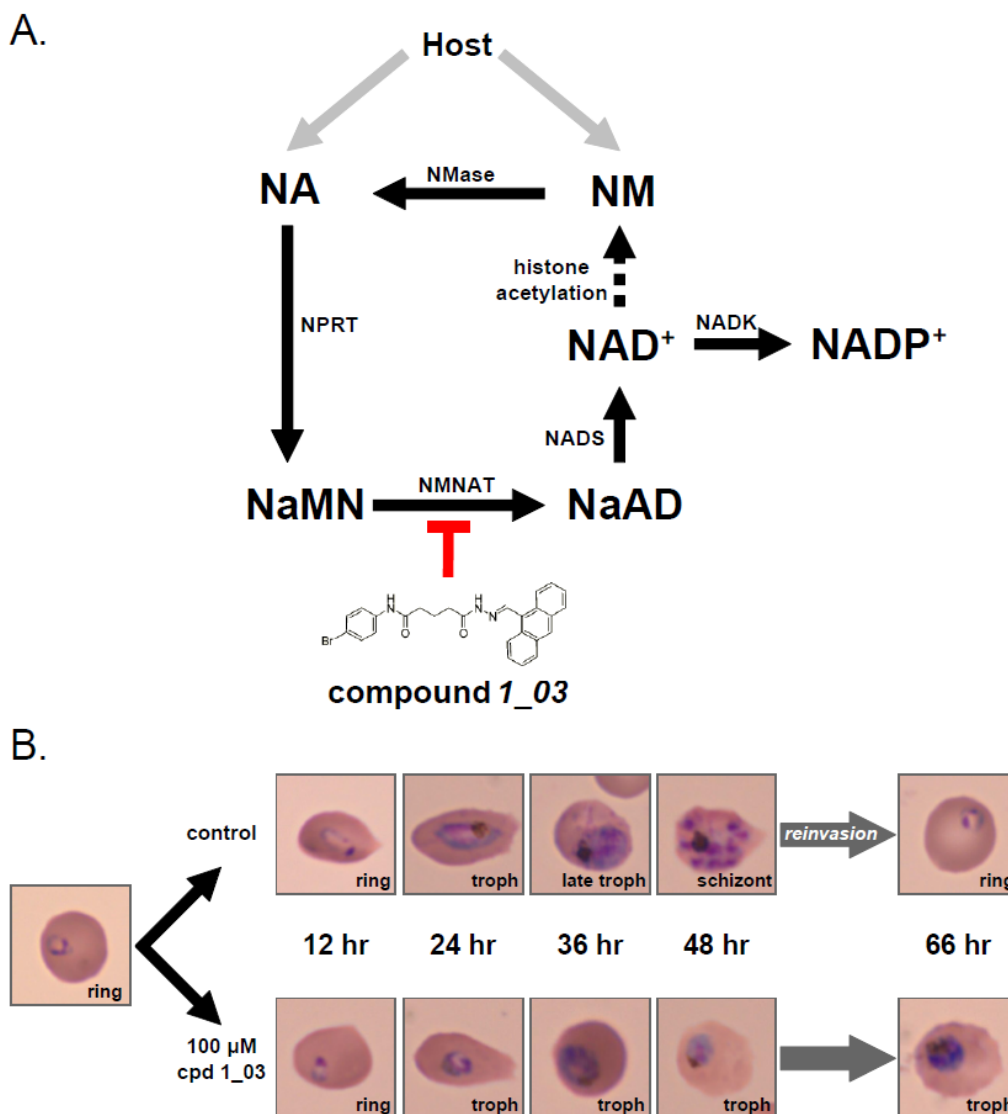 A.
Host
NA
NMase
NM
histone
acetylation
NPRT
NAD+
NADK
NADP+
NADS
NaMN
NMNAT
NaAD
H
N
O
O
H
N
N
Br
compound 1_03
B.
control
ring
troph
late troph
schizont
reinvasion
ring
ring
12 hr
24 hr
36 hr
48 hr
66 hr
100 µM
cpd 1_03
ring
troph
troph
troph
troph